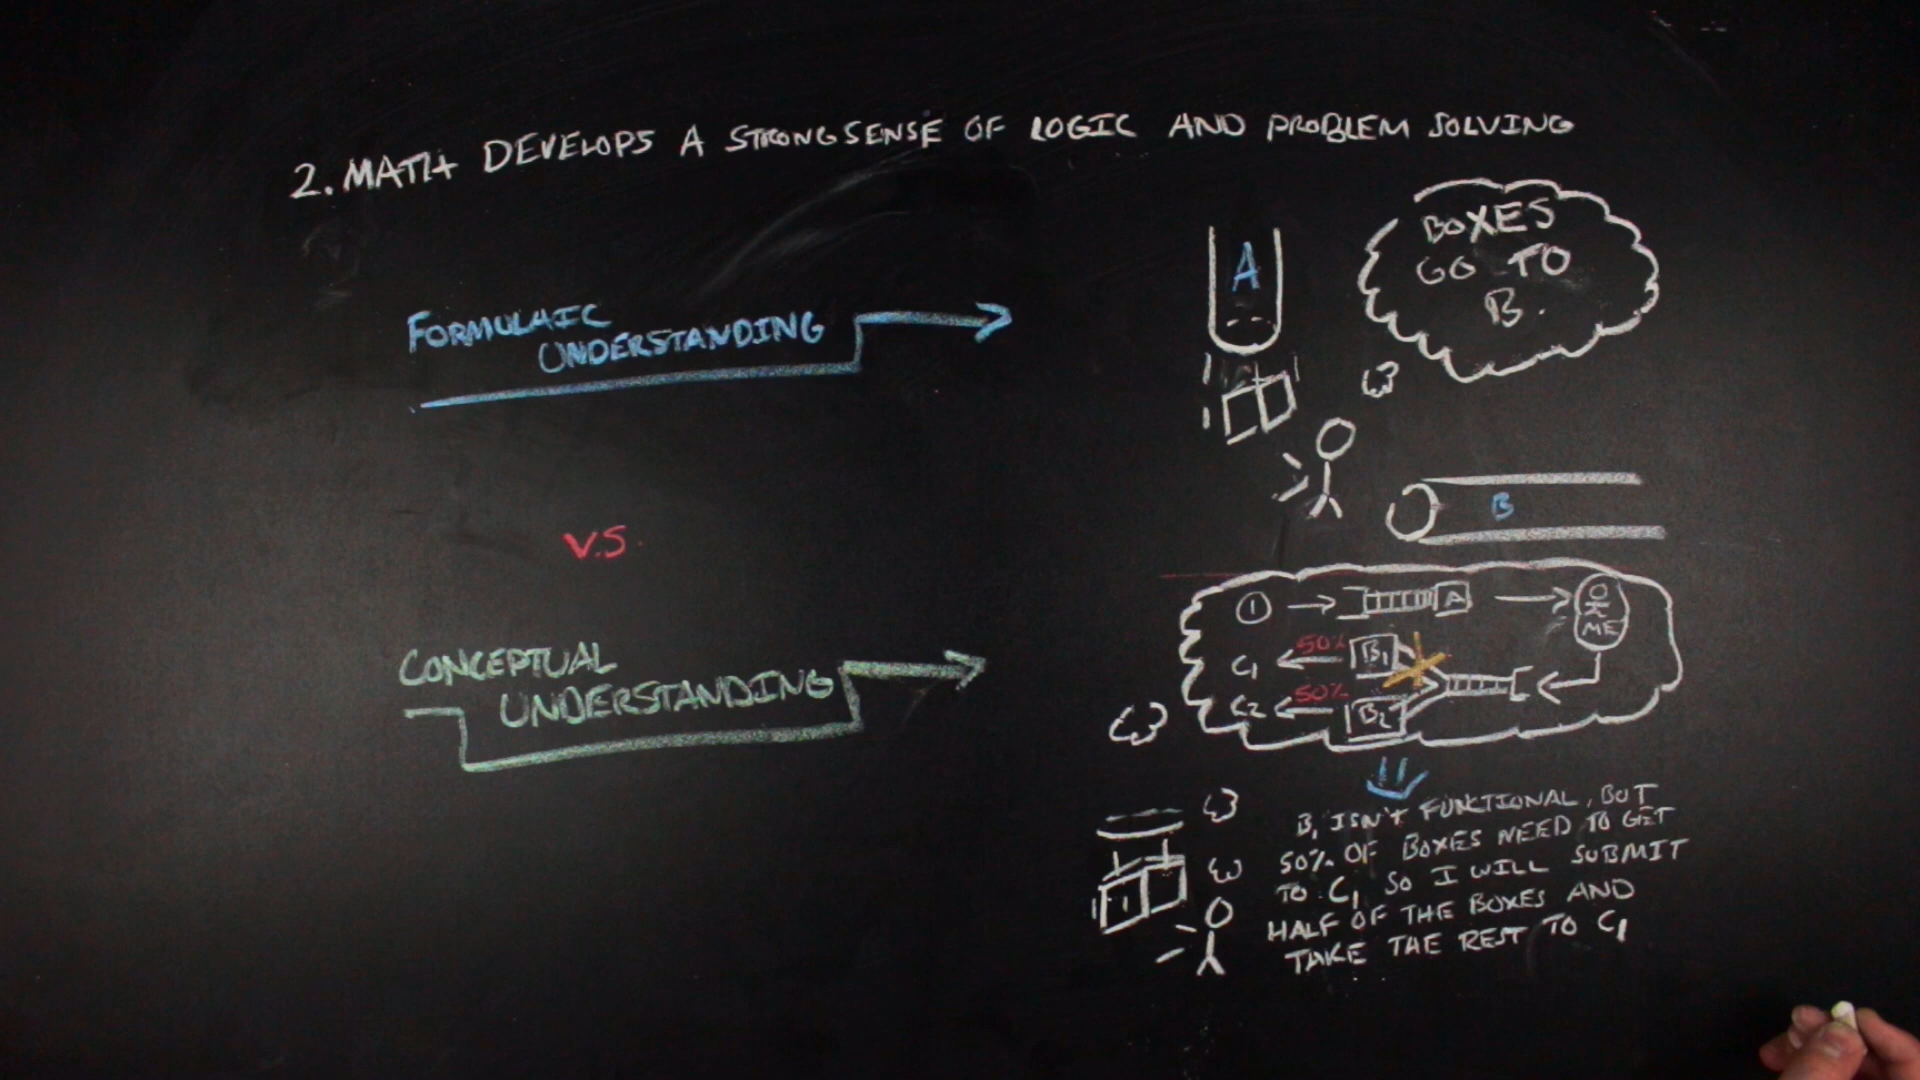 2. MATH DEVELOPS A STRONG SENSE OF LOGIC AND PROBLEM SOLVING
FORMULAIC
UNDERSTANDING
V.S.
CONCEPTUAL
UNDERSTANDING
A
BOXES
GO TO
B.
B
1
A
ME
C1
50%
B1
C2
50%
B2
B1 ISN'T FUNCTIONAL, BUT
50% OF BOXES NEED TO GET
TO C1, SO I WILL SUBMIT
HALF OF THE BOXES AND
TAKE THE REST TO C1